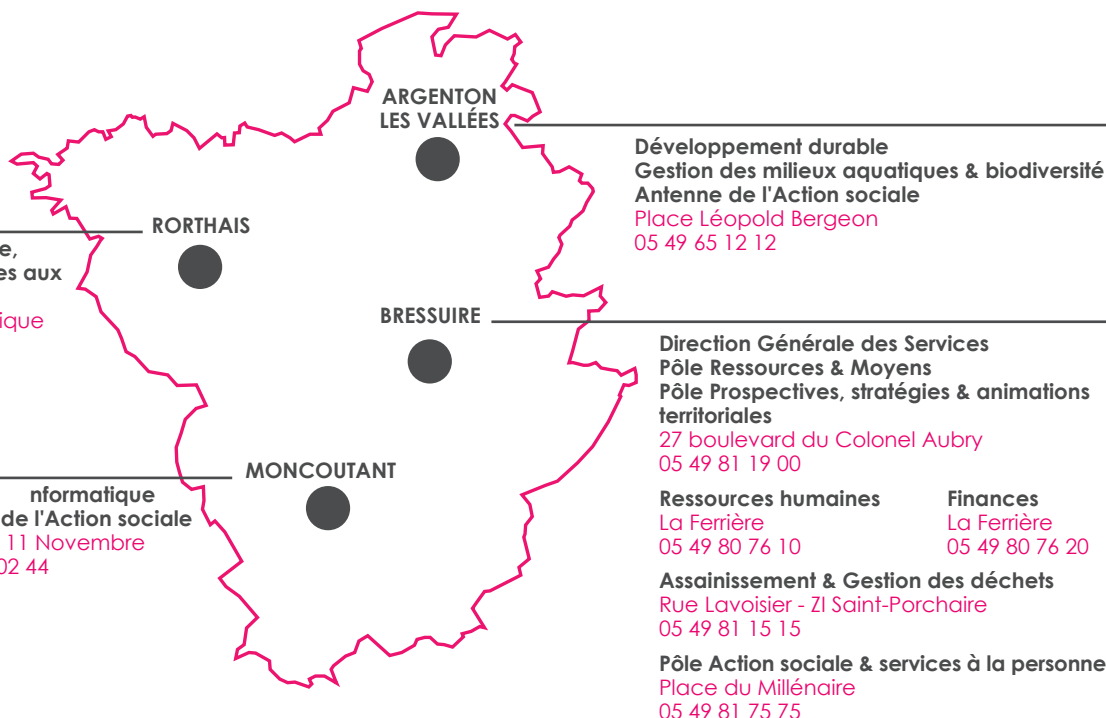 ARGENTON
LES VALLÉES
Développement durable
Gestion des milieux aquatiques & biodiversité
Antenne de l'Action sociale
Place Léopold Bergeon
05 49 65 12 12
RORTHAIS
es aux
BRESSUIRE
Direction Générale des Services
Pôle Ressources & Moyens
Pôle Prospectives, stratégies & animations
territoriales
27 boulevard du Colonel Aubry
05 49 81 19 00
Ressources humaines
La Ferrière
05 49 80 76 10
Finances
La Ferrière
05 49 80 76 20
Assainissement & Gestion des déchets
Rue Lavoisier - ZI Saint-Porchaire
05 49 81 15 15
Pôle Action sociale & services à la personne
Place du Millénaire
05 49 81 75 75
MONCOUTANT
nformatique
de l'Action sociale
11 Novembre
02 44